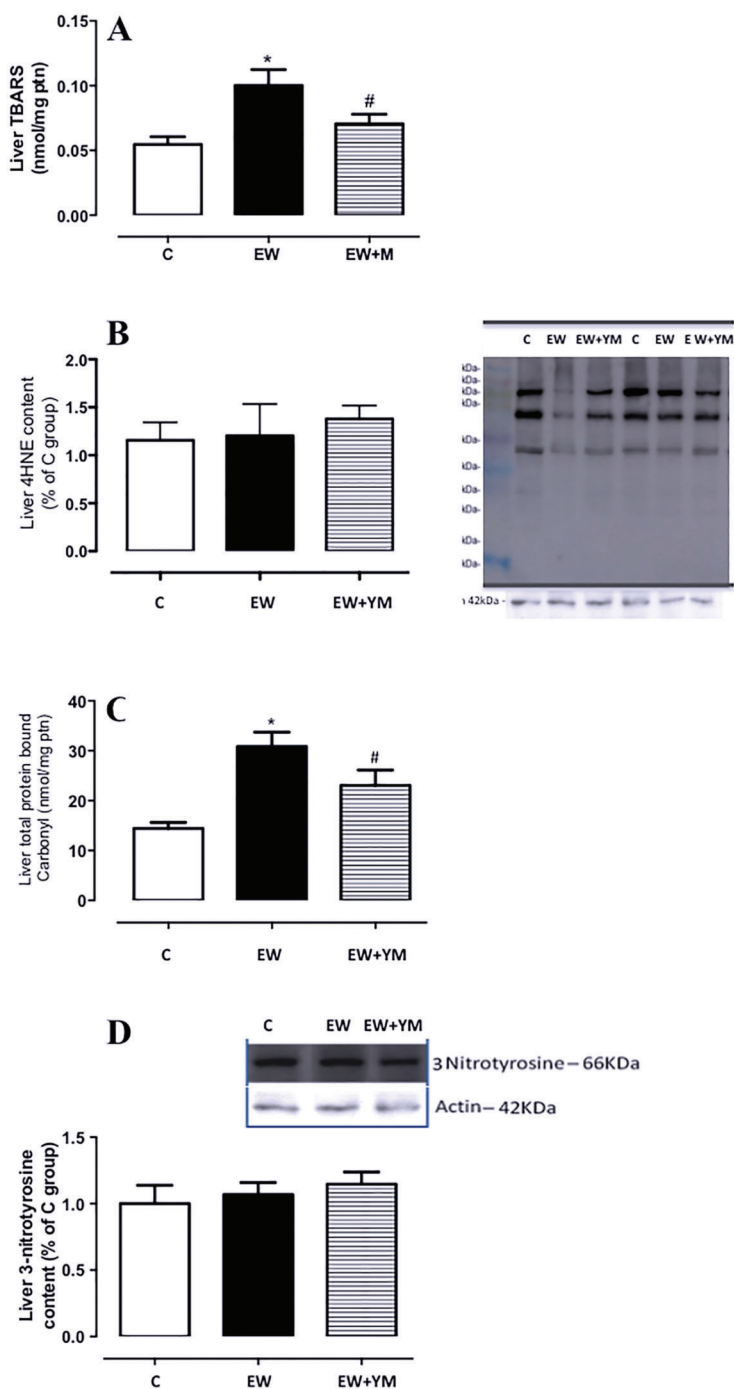 A
Liver TBARS
(nmol/mg ptn)
0.15
0.10
0.05
0.00
*
#
C EW EW+M
B
Liver 4HNE content
(% of C group)
2.0
1.5
1.0
0.5
0.0
C EW EW+YM
C EW EW+YM C EW E W+YM
kDa-
kDa-
kDa-
kDa-
kDa-
kDa-
kDa-
kDa-
kDa-
42kDa -
C
Liver total protein bound
Carbonyl (nmol/mg ptn)
40
30
20
10
0
*
#
C EW EW+YM
D
C EW EW+YM
3 Nitrotyrosine – 66KDa
Actin – 42KDa
Liver 3-nitrotyrosine
content (% of C group)
1.5
1.0
0.5
0.0
C EW EW+YM